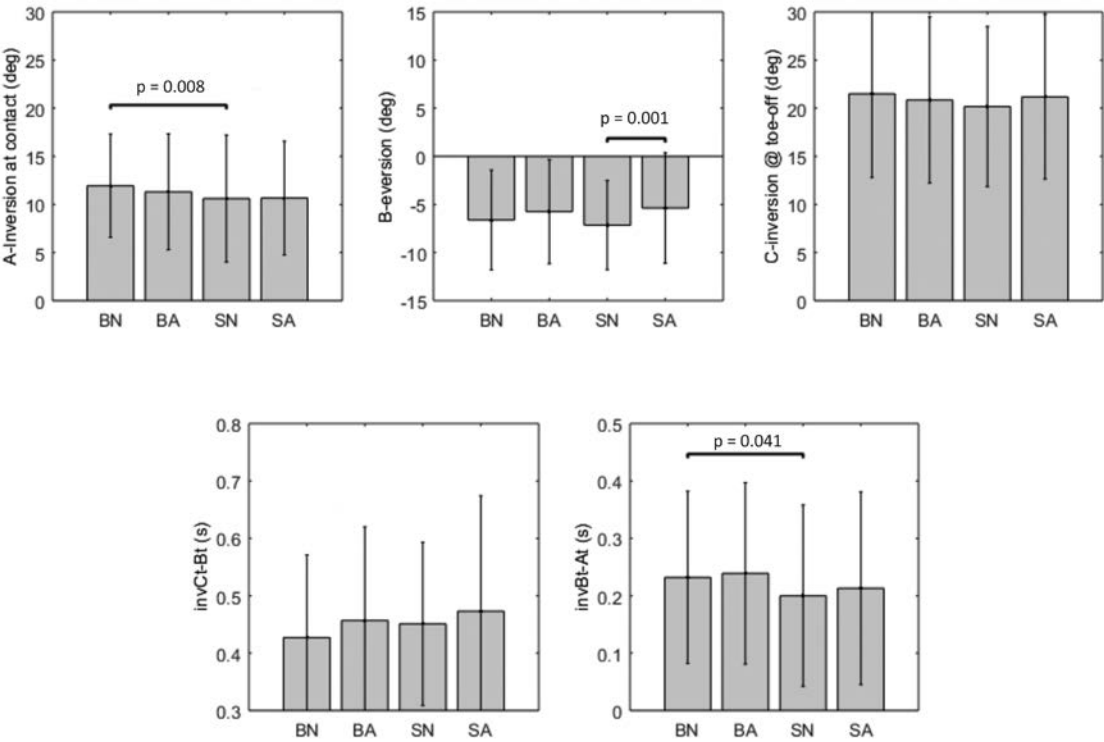 A-Inversion at contact (deg)
30
25
20
15
10
5
0
p = 0.008
BN BA SN SA
B-eversion (deg)
15
10
5
0
-5
-10
-15
p = 0.001
BN BA SN SA
C-inversion @ toe-off (deg)
30
25
20
15
10
5
0
BN BA SN SA
invCt-Bt (s)
0.8
0.7
0.6
0.5
0.4
0.3
BN BA SN SA
invBt-At (s)
0.5
0.4
0.3
0.2
0.1
0
p = 0.041
BN BA SN SA